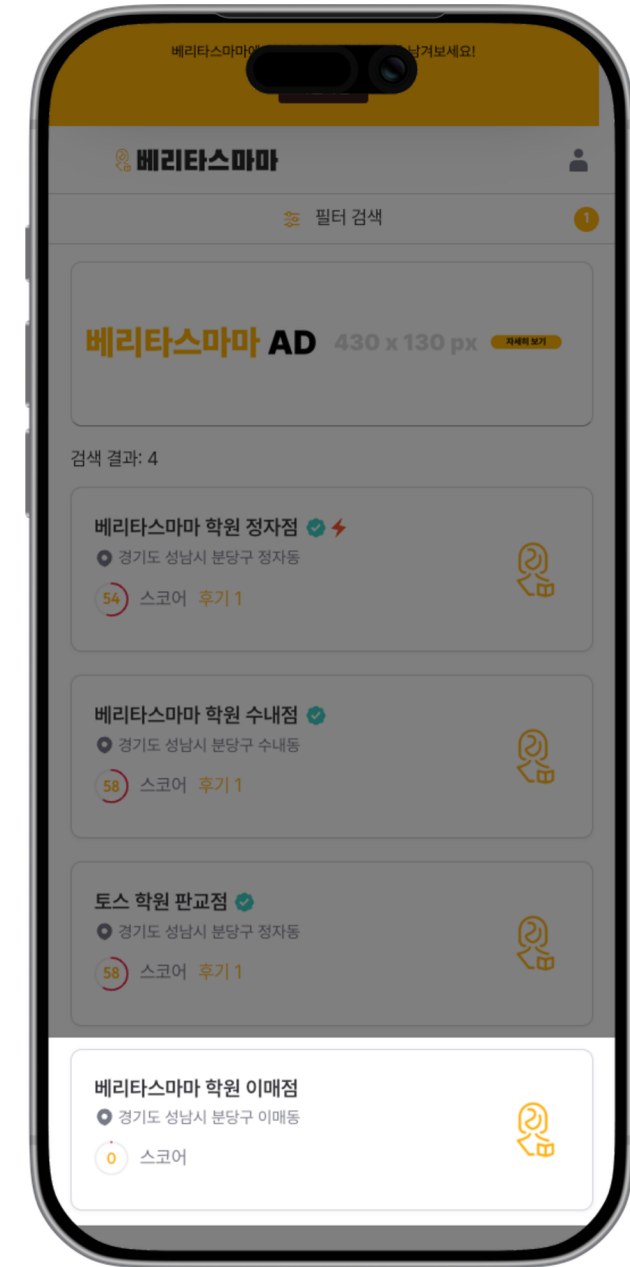 베리타스마마에 남겨보세요!
베리타스마마
필터 검색 1
베리타스마마 AD 430 x 130 px 자세히 보기
검색 결과: 4
베리타스마마 학원 정자점
경기도 성남시 분당구 정자동
54 스코어 후기 1
베리타스마마 학원 수내점
경기도 성남시 분당구 수내동
58 스코어 후기 1
토스 학원 판교점
경기도 성남시 분당구 정자동
58 스코어 후기 1
베리타스마마 학원 이매점
경기도 성남시 분당구 이매동
0 스코어